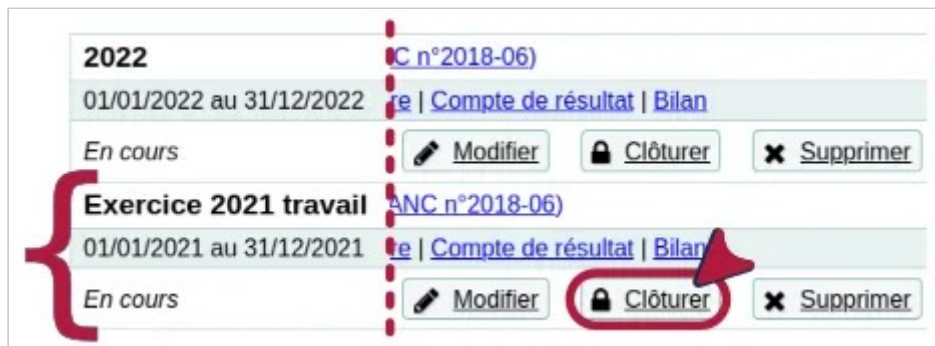 2022 C n°2018-06)
01/01/2022 au 31/12/2022 re | Compte de résultat | Bilan
En cours Modifier Clôturer Supprimer
Exercice 2021 travail ANC n°2018-06)
01/01/2021 au 31/12/2021 re | Compte de résultat | Bilan
En cours Modifier Clôturer Supprimer